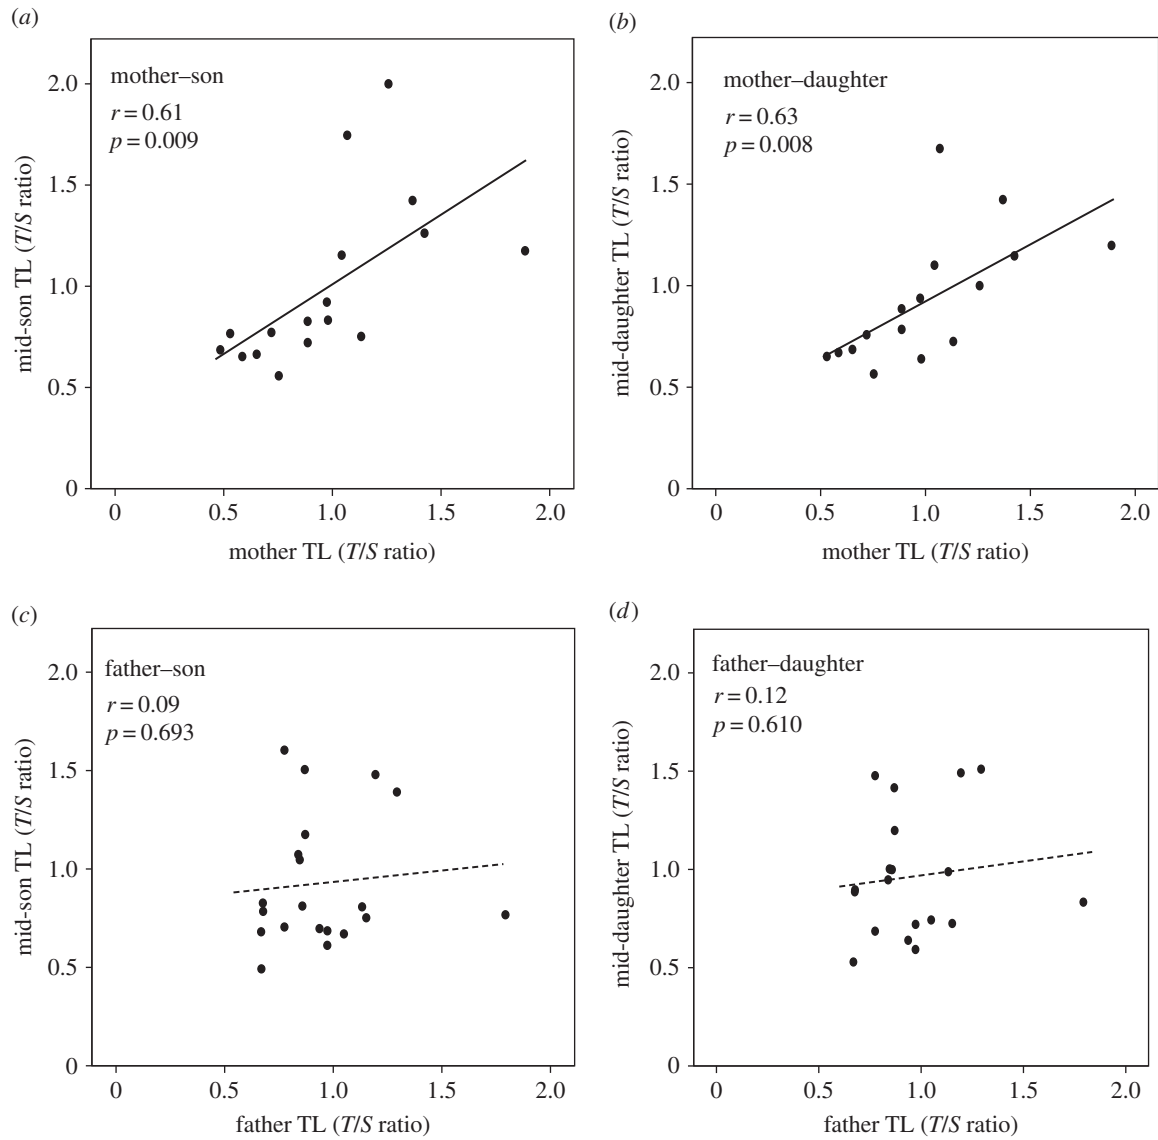 (a)
mother–son
r = 0.61
p = 0.009
2.0
1.5
1.0
0.5
0
mid-son TL (T/S ratio)
0 0.5 1.0 1.5 2.0
mother TL (T/S ratio)
(b)
mother–daughter
r = 0.63
p = 0.008
2.0
1.5
1.0
0.5
0
mid-daughter TL (T/S ratio)
0 0.5 1.0 1.5 2.0
mother TL (T/S ratio)
(c)
father–son
r = 0.09
p = 0.693
2.0
1.5
1.0
0.5
0
mid-son TL (T/S ratio)
0 0.5 1.0 1.5 2.0
father TL (T/S ratio)
(d)
father–daughter
r = 0.12
p = 0.610
2.0
1.5
1.0
0.5
0
mid-daughter TL (T/S ratio)
0 0.5 1.0 1.5 2.0
father TL (T/S ratio)